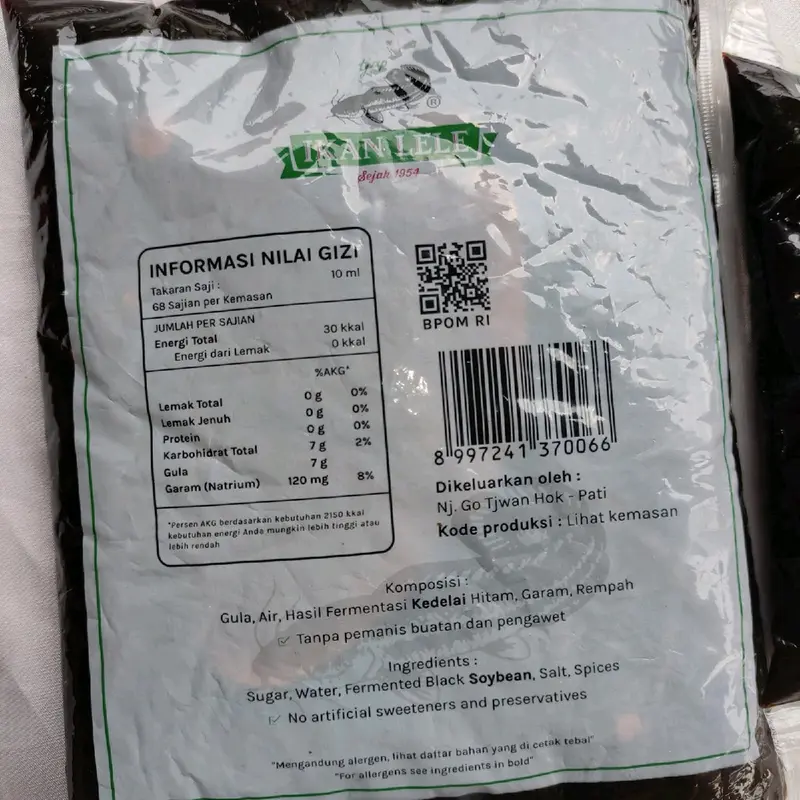 IKAN LELE
Sejak 1954
INFORMASI NILAI GIZI
Takaran Saji : 10 ml
68 Sajian per Kemasan
JUMLAH PER SAJIAN
Energi Total 30 kkal
Energi dari Lemak 0 kkal
%AKG*
Lemak Total 0 g 0%
Lemak Jenuh 0 g 0%
Protein 0 g 0%
Karbohidrat Total 7 g 2%
Gula 7 g
Garam (Natrium) 120 mg 8%
*Persen AKG berdasarkan kebutuhan 2150 kkal
kebutuhan energi Anda mungkin lebih tinggi atau
lebih rendah
BPOM RI
8 997241 370066
Dikeluarkan oleh :
Nj. Go Tjwan Hok - Pati
Kode produksi : Lihat kemasan
Komposisi :
Gula, Air, Hasil Fermentasi Kedelai Hitam, Garam, Rempah
Tanpa pemanis buatan dan pengawet
Ingredients :
Sugar, Water, Fermented Black Soybean, Salt, Spices
No artificial sweeteners and preservatives
"Mengandung alergen, lihat daftar bahan yang di cetak tebal"
"For allergens see ingredients in bold"